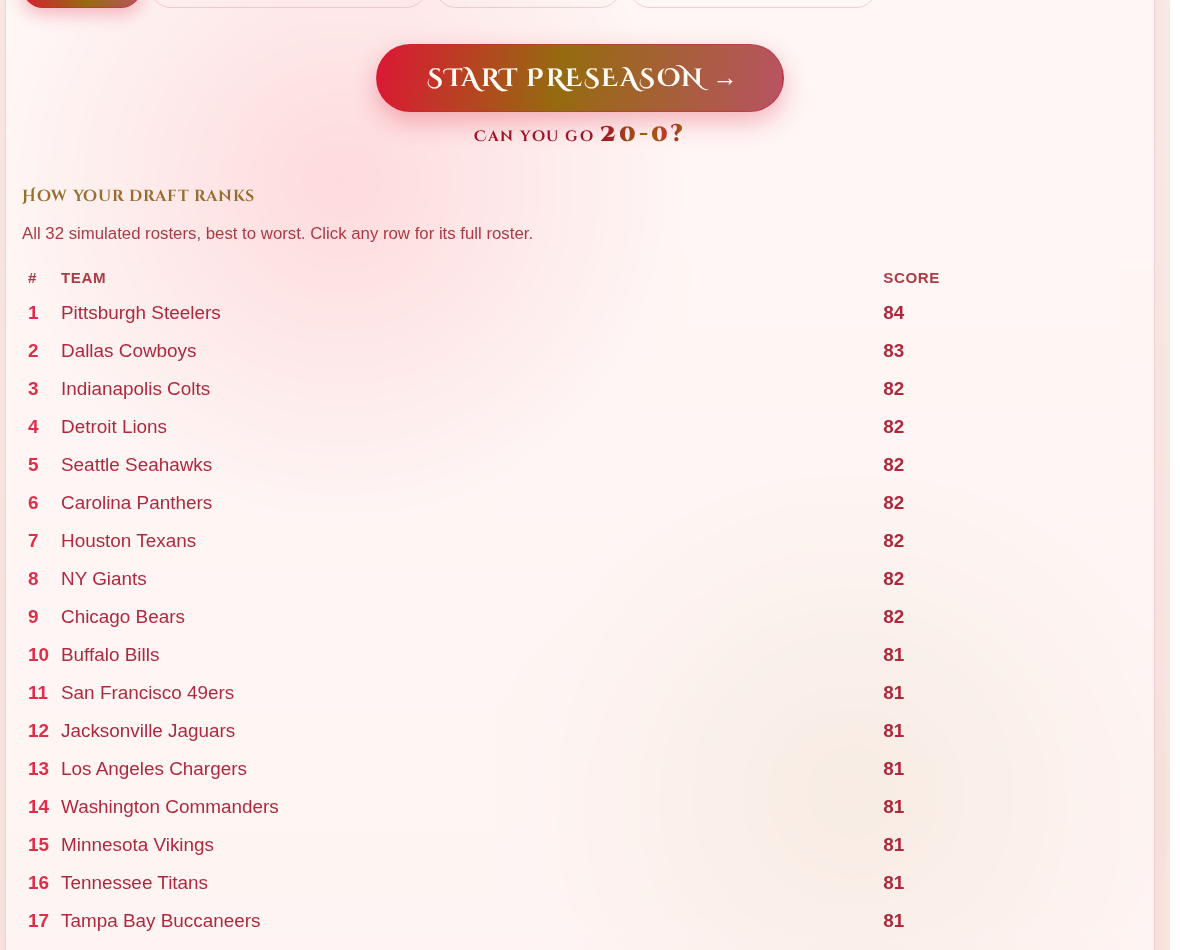 START PRESEASON →
CAN YOU GO 20-0?
HOW YOUR DRAFT RANKS
All 32 simulated rosters, best to worst. Click any row for its full roster.
# TEAM SCORE
1 Pittsburgh Steelers 84
2 Dallas Cowboys 83
3 Indianapolis Colts 82
4 Detroit Lions 82
5 Seattle Seahawks 82
6 Carolina Panthers 82
7 Houston Texans 82
8 NY Giants 82
9 Chicago Bears 82
10 Buffalo Bills 81
11 San Francisco 49ers 81
12 Jacksonville Jaguars 81
13 Los Angeles Chargers 81
14 Washington Commanders 81
15 Minnesota Vikings 81
16 Tennessee Titans 81
17 Tampa Bay Buccaneers 81